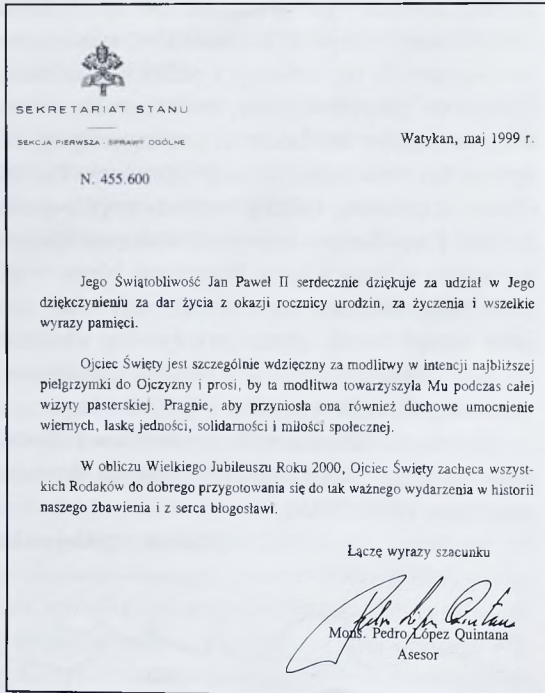 SEKRETARIAT STANU
SEKCJA PIERWSZA - SPRAWY OGÓLNE
Watykan, maj 1999 r.
N. 455.600
Jego Świątobliwość Jan Paweł II serdecznie dziękuje za udział w Jego
dziękczynieniu za dar życia z okazji rocznicy urodzin, za życzenia i wszelkie
wyrazy pamięci.
Ojciec Święty jest szczególnie wdzięczny za modlitwy w intencji najbliższej
pielgrzymki do Ojczyzny i prosi, by ta modlitwa towarzyszyła Mu podczas całej
wizyty pasterskiej. Pragnie, aby przyniosła ona również duchowe umocnienie
wiernych, łaskę jedności, solidarności i miłości społecznej.
W obliczu Wielkiego Jubileuszu Roku 2000, Ojciec Święty zachęca wszyst-
kich Rodaków do dobrego przygotowania się do tak ważnego wydarzenia w historii
naszego zbawienia i z serca błogosławi.
Łączę wyrazy szacunku
Pedro López Quintana
Mons. Pedro López Quintana
Asesor